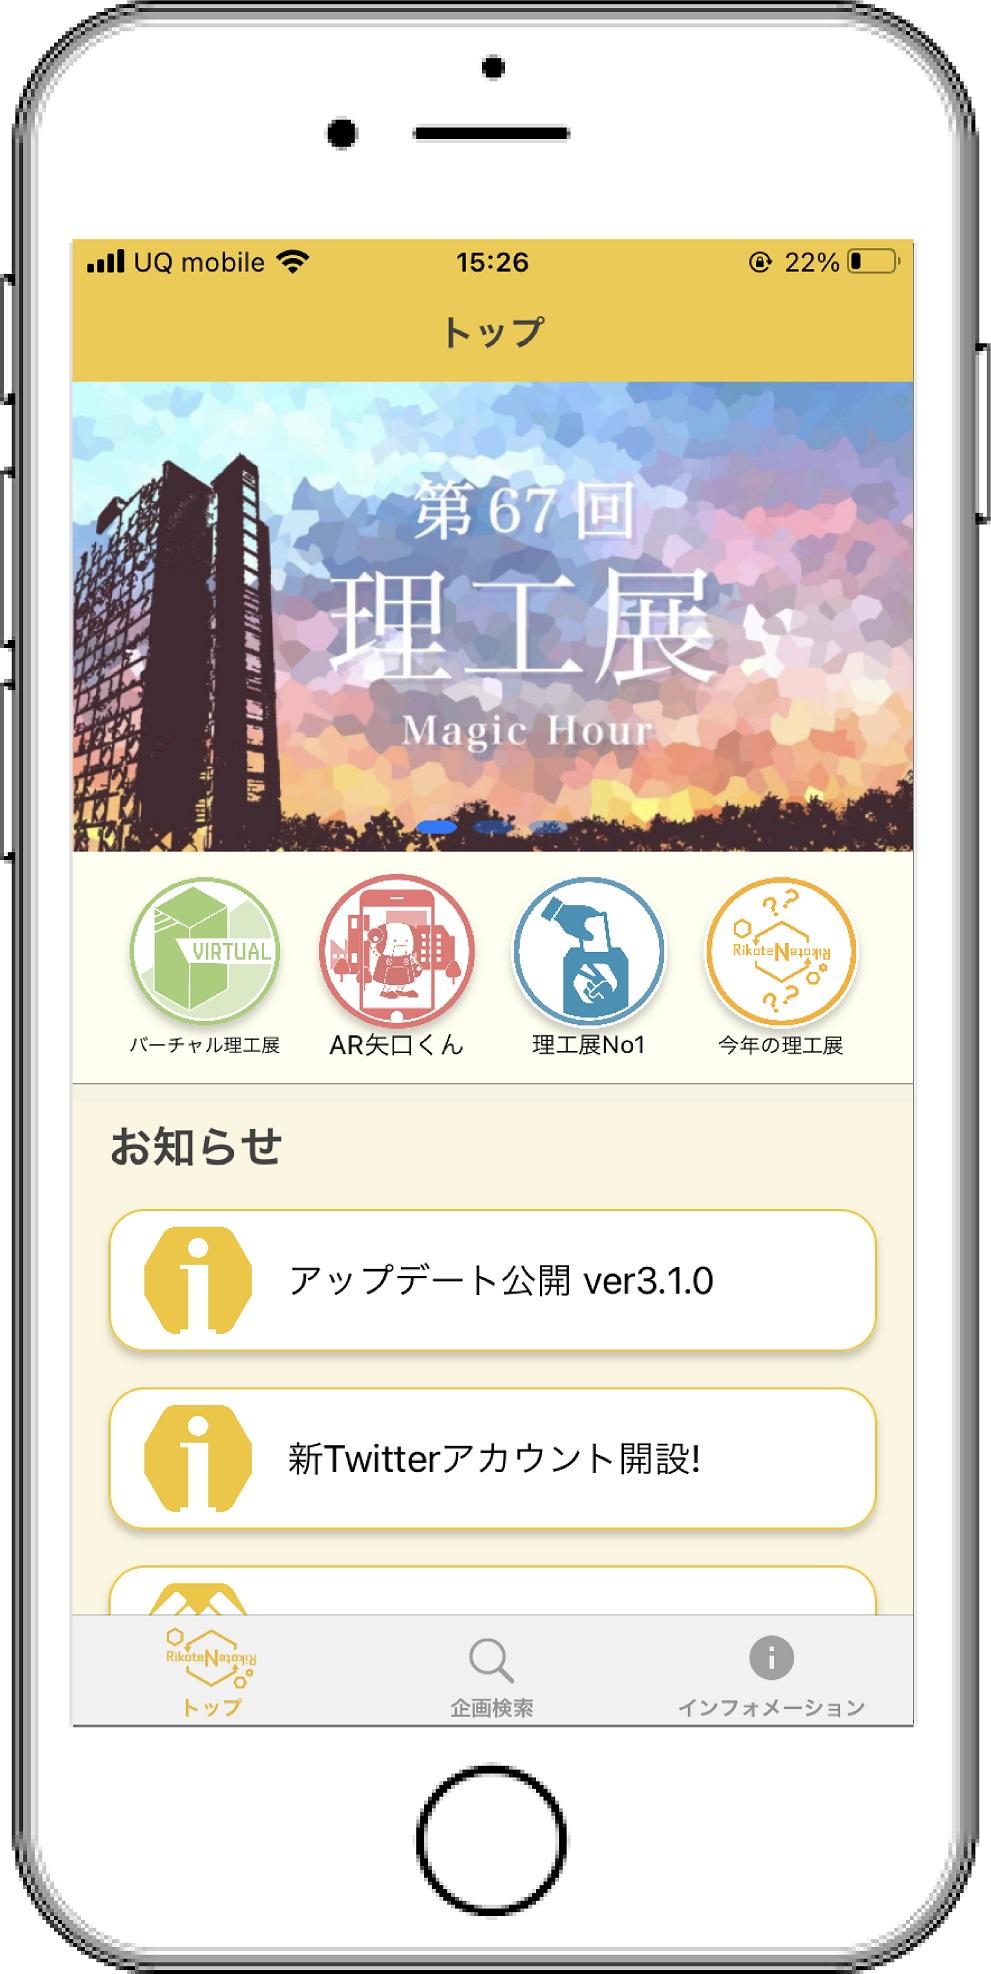 UQ mobile 15:26 22%
トップ
第67回
理工展
Magic Hour
VIRTUAL
?? RikoteNetokiR ??
バーチャル理工展 AR矢口くん 理工展No1 今年の理工展
お知らせ
アップデート公開 ver3.1.0
新Twitterアカウント開設!
トップ 企画検索 インフォメーション